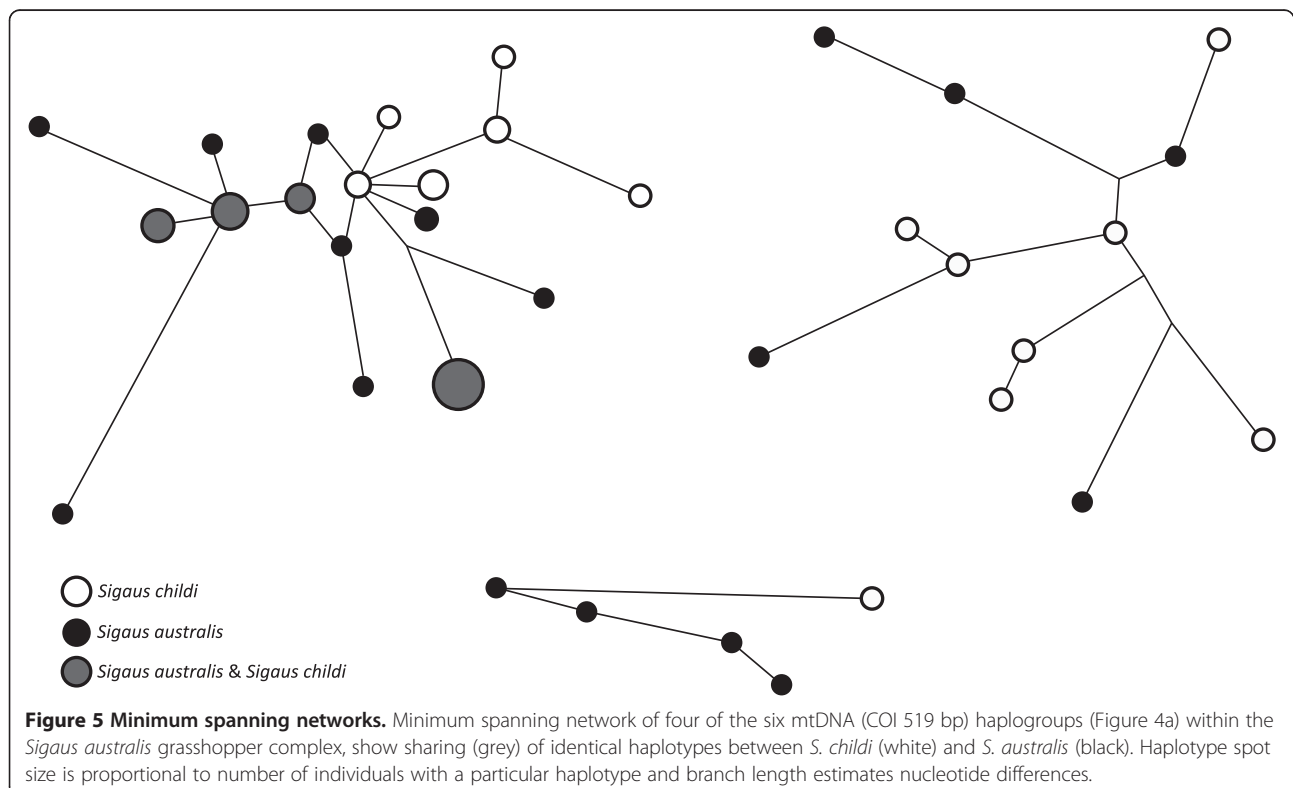 Sigaus childi
Sigaus australis
Sigaus australis & Sigaus childi
Figure 5 Minimum spanning networks. Minimum spanning network of four of the six mtDNA (COI 519 bp) haplogroups (Figure 4a) within the
Sigaus australis grasshopper complex, show sharing (grey) of identical haplotypes between S. childi (white) and S. australis (black). Haplotype spot
size is proportional to number of individuals with a particular haplotype and branch length estimates nucleotide differences.